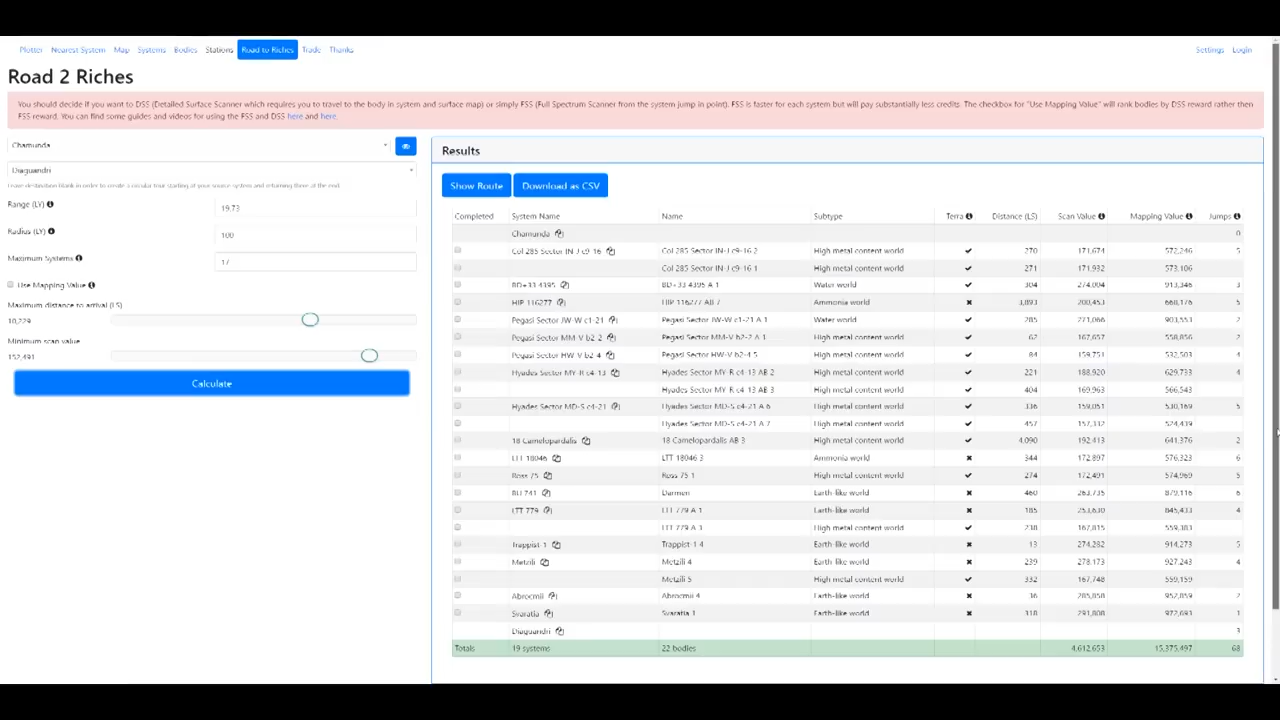 Plotter Nearest System Map Systems Bodies Stations Road to Riches Trade Thanks Settings Login
Road 2 Riches
You should decide if you want to DSS (Detailed Surface Scanner which requires you to travel to the body in system and surface map) or simply FSS (Full Spectrum Scanner from the system jump in point). FSS is faster for each system but will pay substantially less credits. The checkbox for "Use Mapping Value" will rank bodies by DSS reward rather then
FSS reward. You can find some guides and videos for using the FSS and DSS here and here.
Chamunda
Diaguandri
Leave destination blank in order to create a circular tour starting at your source system and returning there at the end.
Range (LY) 19.73
Radius (LY) 100
Maximum Systems 17
Use Mapping Value
Maximum distance to arrival (LS)
10,229
Minimum scan value
152,491
Calculate
Results
Show Route Download as CSV
Completed System Name Name Subtype Terra Distance (LS) Scan Value Mapping Value Jumps
Chamunda 0
Col 285 Sector IN-J c9-16 Col 285 Sector IN-J c9-16 2 High metal content world ✔ 270 171,674 572,246 5
Col 285 Sector IN-J c9-16 1 High metal content world ✔ 271 171,932 573,106
BD+33 4395 BD+33 4395 A 1 Water world ✔ 304 274,004 913,346 3
HIP 116277 HIP 116277 AB 7 Ammonia world ✖ 3,893 200,453 668,176 5
Pegasi Sector JW-W c1-21 Pegasi Sector JW-W c1-21 A 1 Water world ✔ 285 271,066 903,553 2
Pegasi Sector MM-V b2-2 Pegasi Sector MM-V b2-2 A 1 High metal content world ✔ 62 167,657 558,856 2
Pegasi Sector HW-V b2-4 Pegasi Sector HW-V b2-4 5 High metal content world ✔ 84 159,751 532,503 4
Hyades Sector MY-R c4-13 Hyades Sector MY-R c4-13 AB 2 High metal content world ✔ 221 188,920 629,733 4
Hyades Sector MY-R c4-13 AB 3 High metal content world ✔ 404 169,963 566,543
Hyades Sector MD-S c4-21 Hyades Sector MD-S c4-21 A 6 High metal content world ✔ 336 159,051 530,169 5
Hyades Sector MD-S c4-21 A 7 High metal content world ✔ 457 157,332 524,439
18 Camelopardalis 18 Camelopardalis AB 3 High metal content world ✔ 4,090 192,413 641,376 2
LTT 18046 LTT 18046 3 Ammonia world ✖ 344 172,897 576,323 6
Ross 75 Ross 75 1 High metal content world ✔ 274 172,491 574,969 5
BU 741 Darmen Earth-like world ✖ 460 263,735 879,116 6
LTT 779 LTT 779 A 1 Earth-like world ✖ 185 253,630 845,433 4
LTT 779 A 3 High metal content world ✔ 238 167,815 559,383
Trappist-1 Trappist-1 4 Earth-like world ✖ 13 274,282 914,273 5
Metzili Metzili 4 Earth-like world ✖ 239 278,173 927,243 4
Metzili 5 High metal content world ✔ 332 167,748 559,159
Abrocmii Abrocmii 4 Earth-like world ✖ 36 285,858 952,859 2
Svaratia Svaratia 1 Earth-like world ✖ 318 291,808 972,693 1
Diaguandri 3
Totals 19 systems 22 bodies 4,612,653 15,375,497 68